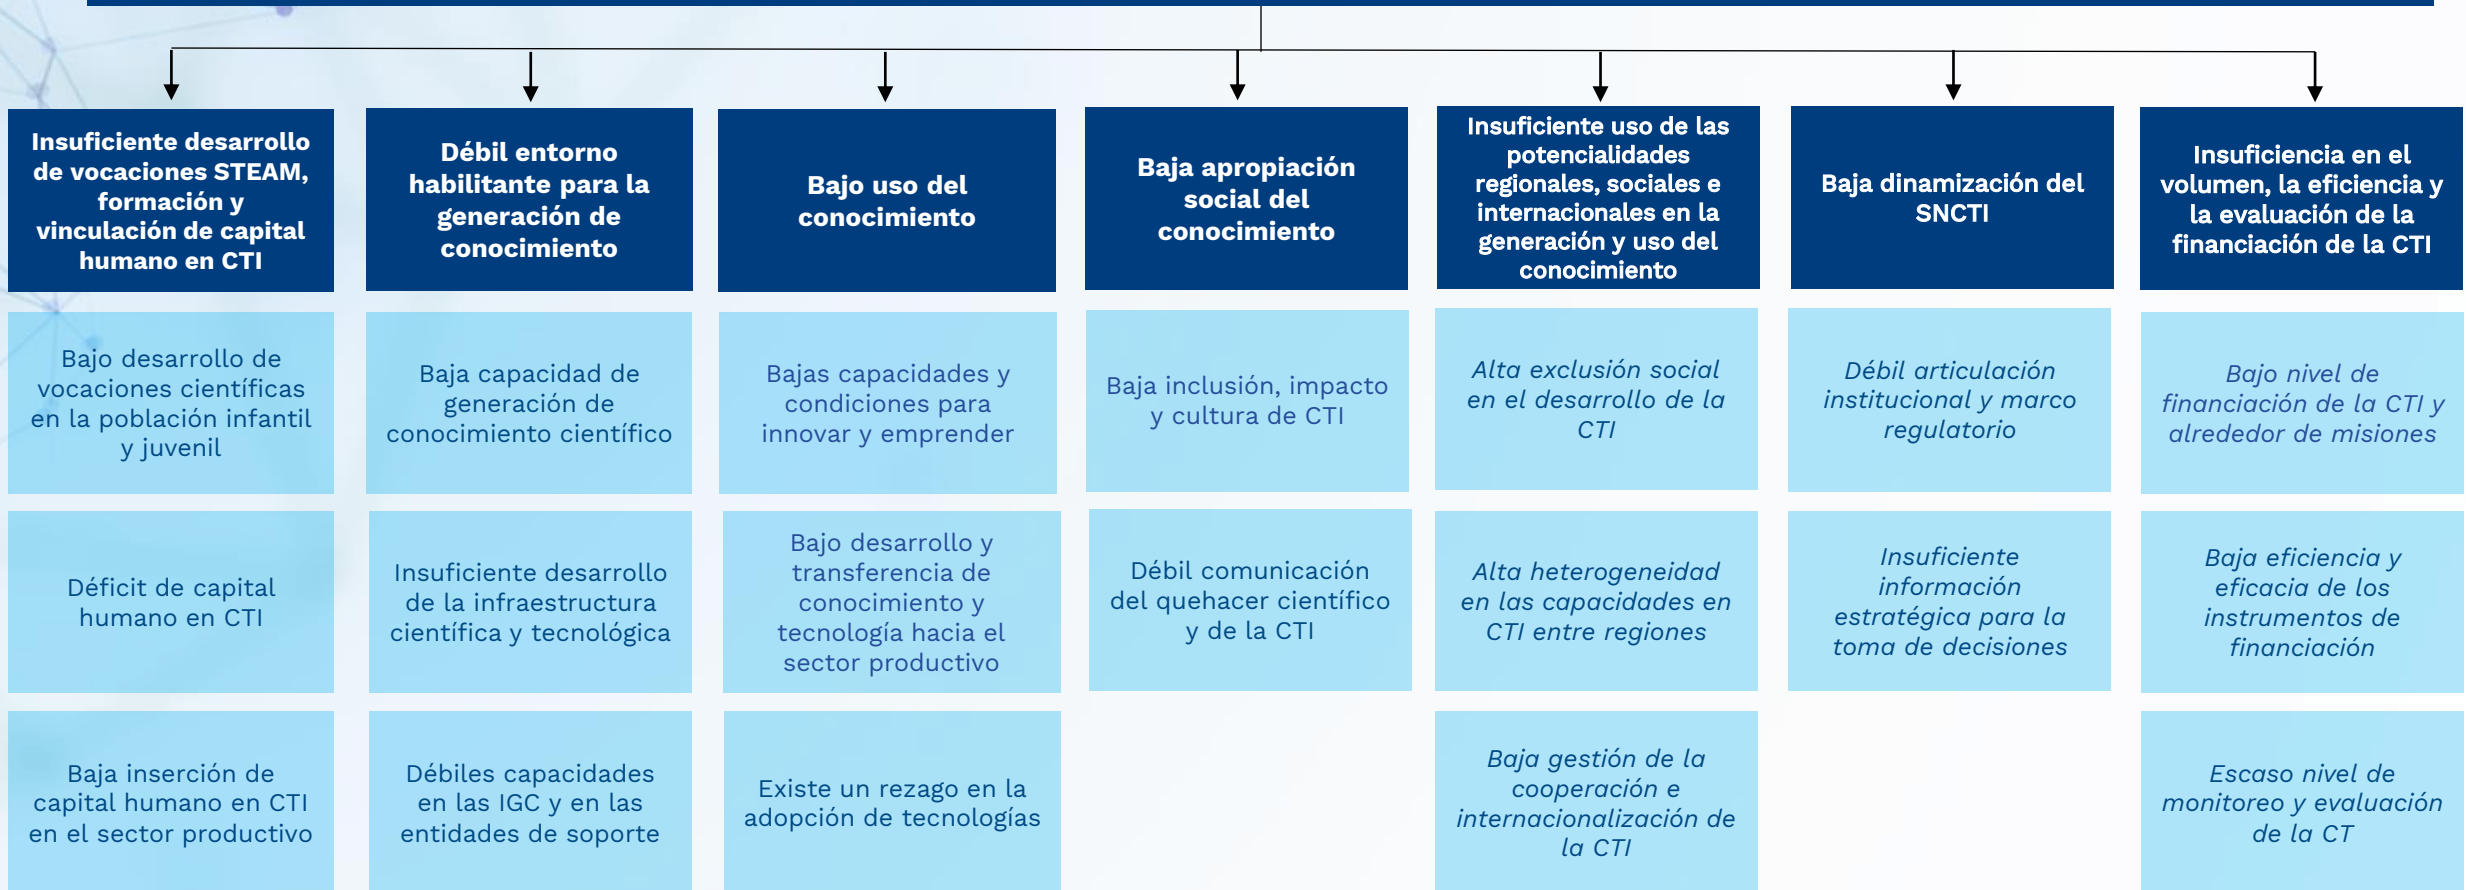 Insuficiente desarrollo
de vocaciones STEAM,
formación y
vinculación de capital
humano en CTI
Débil entorno
habilitante para la
generación de
conocimiento
Bajo uso del
conocimiento
Baja apropiación
social del
conocimiento
Insuficiente uso de las
potencialidades
regionales, sociales e
internacionales en la
generación y uso del
conocimiento
Baja dinamización del
SNCTI
Insuficiencia en el
volumen, la eficiencia y
la evaluación de la
financiación de la CTI
Bajo desarrollo de
vocaciones científicas
en la población infantil
y juvenil
Baja capacidad de
generación de
conocimiento científico
Bajas capacidades y
condiciones para
innovar y emprender
Baja inclusión, impacto
y cultura de CTI
Alta exclusión social
en el desarrollo de la
CTI
Débil articulación
institucional y marco
regulatorio
Bajo nivel de
financiación de la CTI y
alrededor de misiones
Déficit de capital
humano en CTI
Insuficiente desarrollo
de la infraestructura
científica y tecnológica
Bajo desarrollo y
transferencia de
conocimiento y
tecnología hacia el
sector productivo
Débil comunicación
del quehacer científico
y de la CTI
Alta heterogeneidad
en las capacidades en
CTI entre regiones
Insuficiente
información
estratégica para la
toma de decisiones
Baja eficiencia y
eficacia de los
instrumentos de
financiación
Baja inserción de
capital humano en CTI
en el sector productivo
Débiles capacidades
en las IGC y en las
entidades de soporte
Existe un rezago en la
adopción de tecnologías
Baja gestión de la
cooperación e
internacionalización de
la CTI
Escaso nivel de
monitoreo y evaluación
de la CT